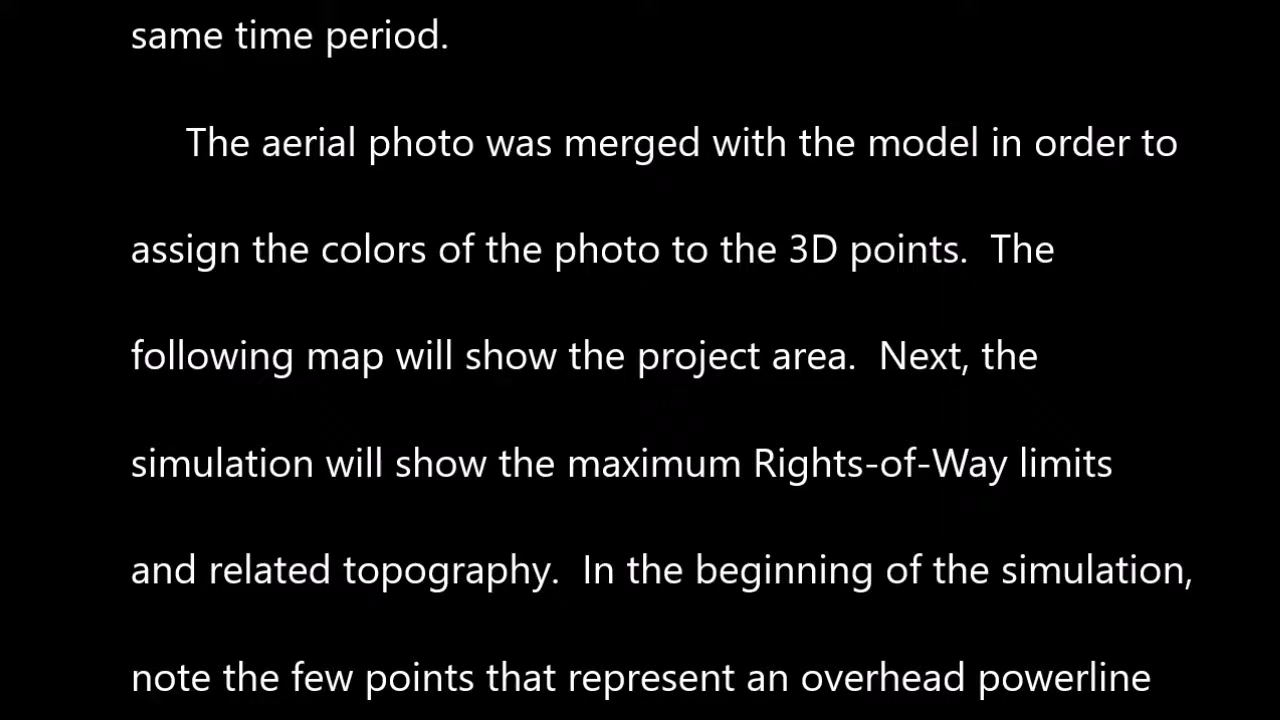 same time period.
The aerial photo was merged with the model in order to
assign the colors of the photo to the 3D points.  The
following map will show the project area.  Next, the
simulation will show the maximum Rights-of-Way limits
and related topography.  In the beginning of the simulation,
note the few points that represent an overhead powerline